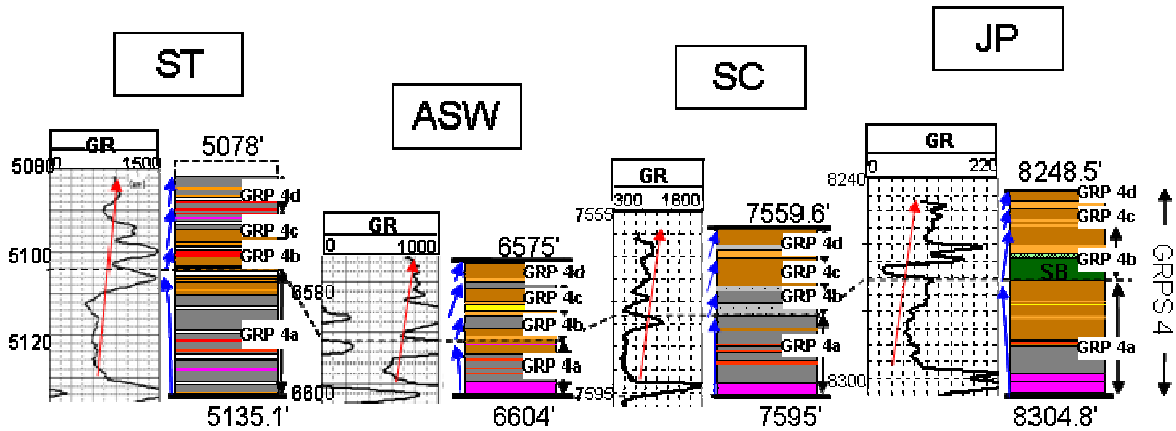 ST
GR
0 1500
5080
5100
5120
5078'
GRP 4d
GRP 4c
GRP 4b
GRP 4a
5135.1'
ASW
GR
0 1000
6580
6600
6575'
GRP 4d
GRP 4c
GRP 4b
GRP 4a
6604'
SC
GR
300 1800
7559
7595
7559.6'
GRP 4d
GRP 4c
GRP 4b
GRP 4a
7595'
JP
GR
0 220
8240
8300
8248.5'
GRP 4d
GRP 4c
GRP 4b
SB
GRP 4a
8304.8'
GRPS 4